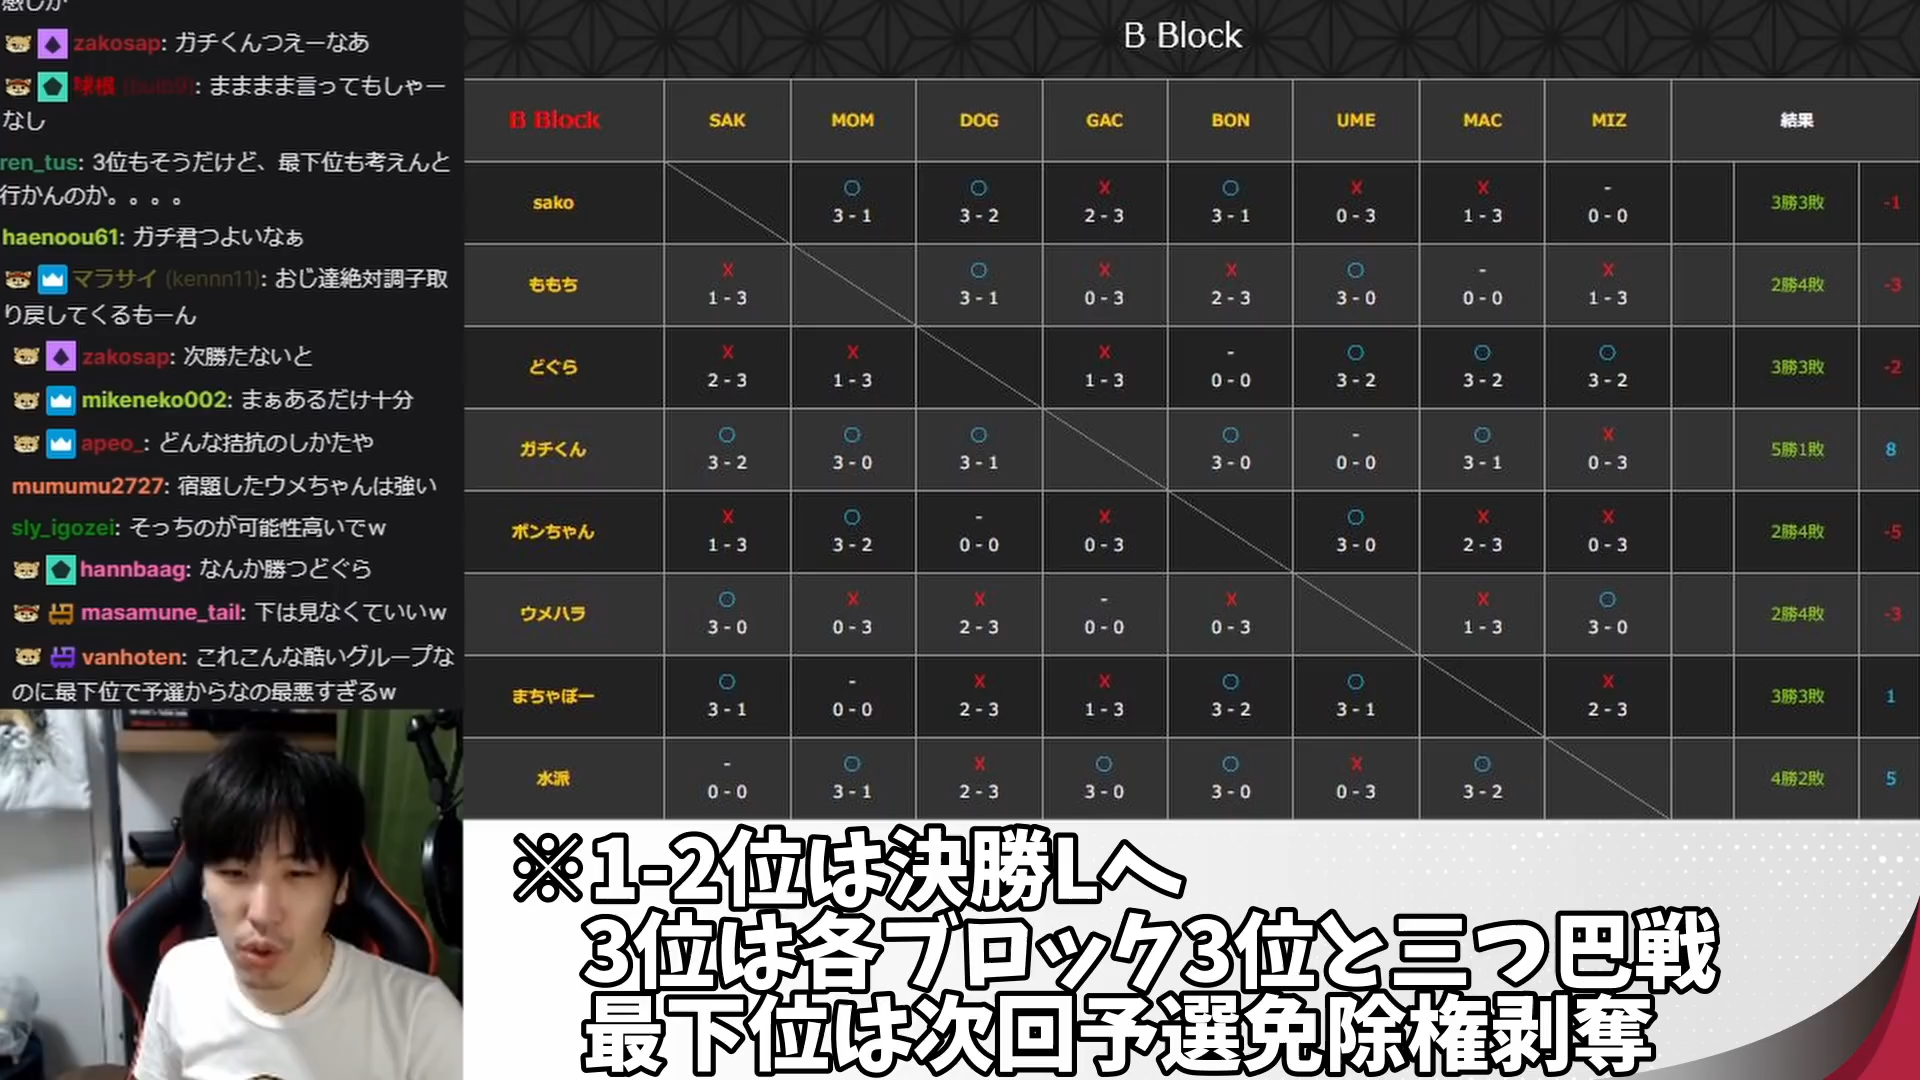 感じか
zakosap: ガチくんつえーなあ
球根 (bulb9): まままま言ってもしゃー
なし
ren_tus: 3位もそうだけど、最下位も考えんと
行かんのか。。。。
haenoou61: ガチ君つよいなぁ
マラサイ (kennn11): おじ達絶対調子取
り戻してくるもーん
zakosap: 次勝たないと
mikeneko002: まぁあるだけ十分
apeo_: どんな拮抗のしかたや
mumumu2727: 宿題したウメちゃんは強い
sly_igozei: そっちのが可能性高いでw
hannbaag: なんか勝つどぐら
masamune_tail: 下は見なくていいw
vanhoten: これこんな酷いグループな
のに最下位で予選からなの最悪すぎるw
B Block
B Block SAK MOM DOG GAC BON UME MAC MIZ 結果
sako ○ 3 - 1 ○ 3 - 2 X 2 - 3 ○ 3 - 1 X 0 - 3 X 1 - 3 - 0 - 0 3勝3敗 -1
ももち X 1 - 3 ○ 3 - 1 X 0 - 3 X 2 - 3 ○ 3 - 0 - 0 - 0 X 1 - 3 2勝4敗 -3
どぐら X 2 - 3 X 1 - 3 X 1 - 3 - 0 - 0 ○ 3 - 2 ○ 3 - 2 ○ 3 - 2 3勝3敗 -2
ガチくん ○ 3 - 2 ○ 3 - 0 ○ 3 - 1 ○ 3 - 0 - 0 - 0 ○ 3 - 1 X 0 - 3 5勝1敗 8
ボンちゃん X 1 - 3 ○ 3 - 2 - 0 - 0 X 0 - 3 ○ 3 - 0 X 2 - 3 X 0 - 3 2勝4敗 -5
ウメハラ ○ 3 - 0 X 0 - 3 X 2 - 3 - 0 - 0 X 0 - 3 X 1 - 3 ○ 3 - 0 2勝4敗 -3
まちゃぼー ○ 3 - 1 - 0 - 0 X 2 - 3 X 1 - 3 ○ 3 - 2 ○ 3 - 1 X 2 - 3 3勝3敗 1
水派 - 0 - 0 ○ 3 - 1 X 2 - 3 ○ 3 - 0 ○ 3 - 0 X 0 - 3 ○ 3 - 2 4勝2敗 5
※1-2位は決勝Lへ
3位は各ブロック3位と三つ巴戦
最下位は次回予選免除権剥奪